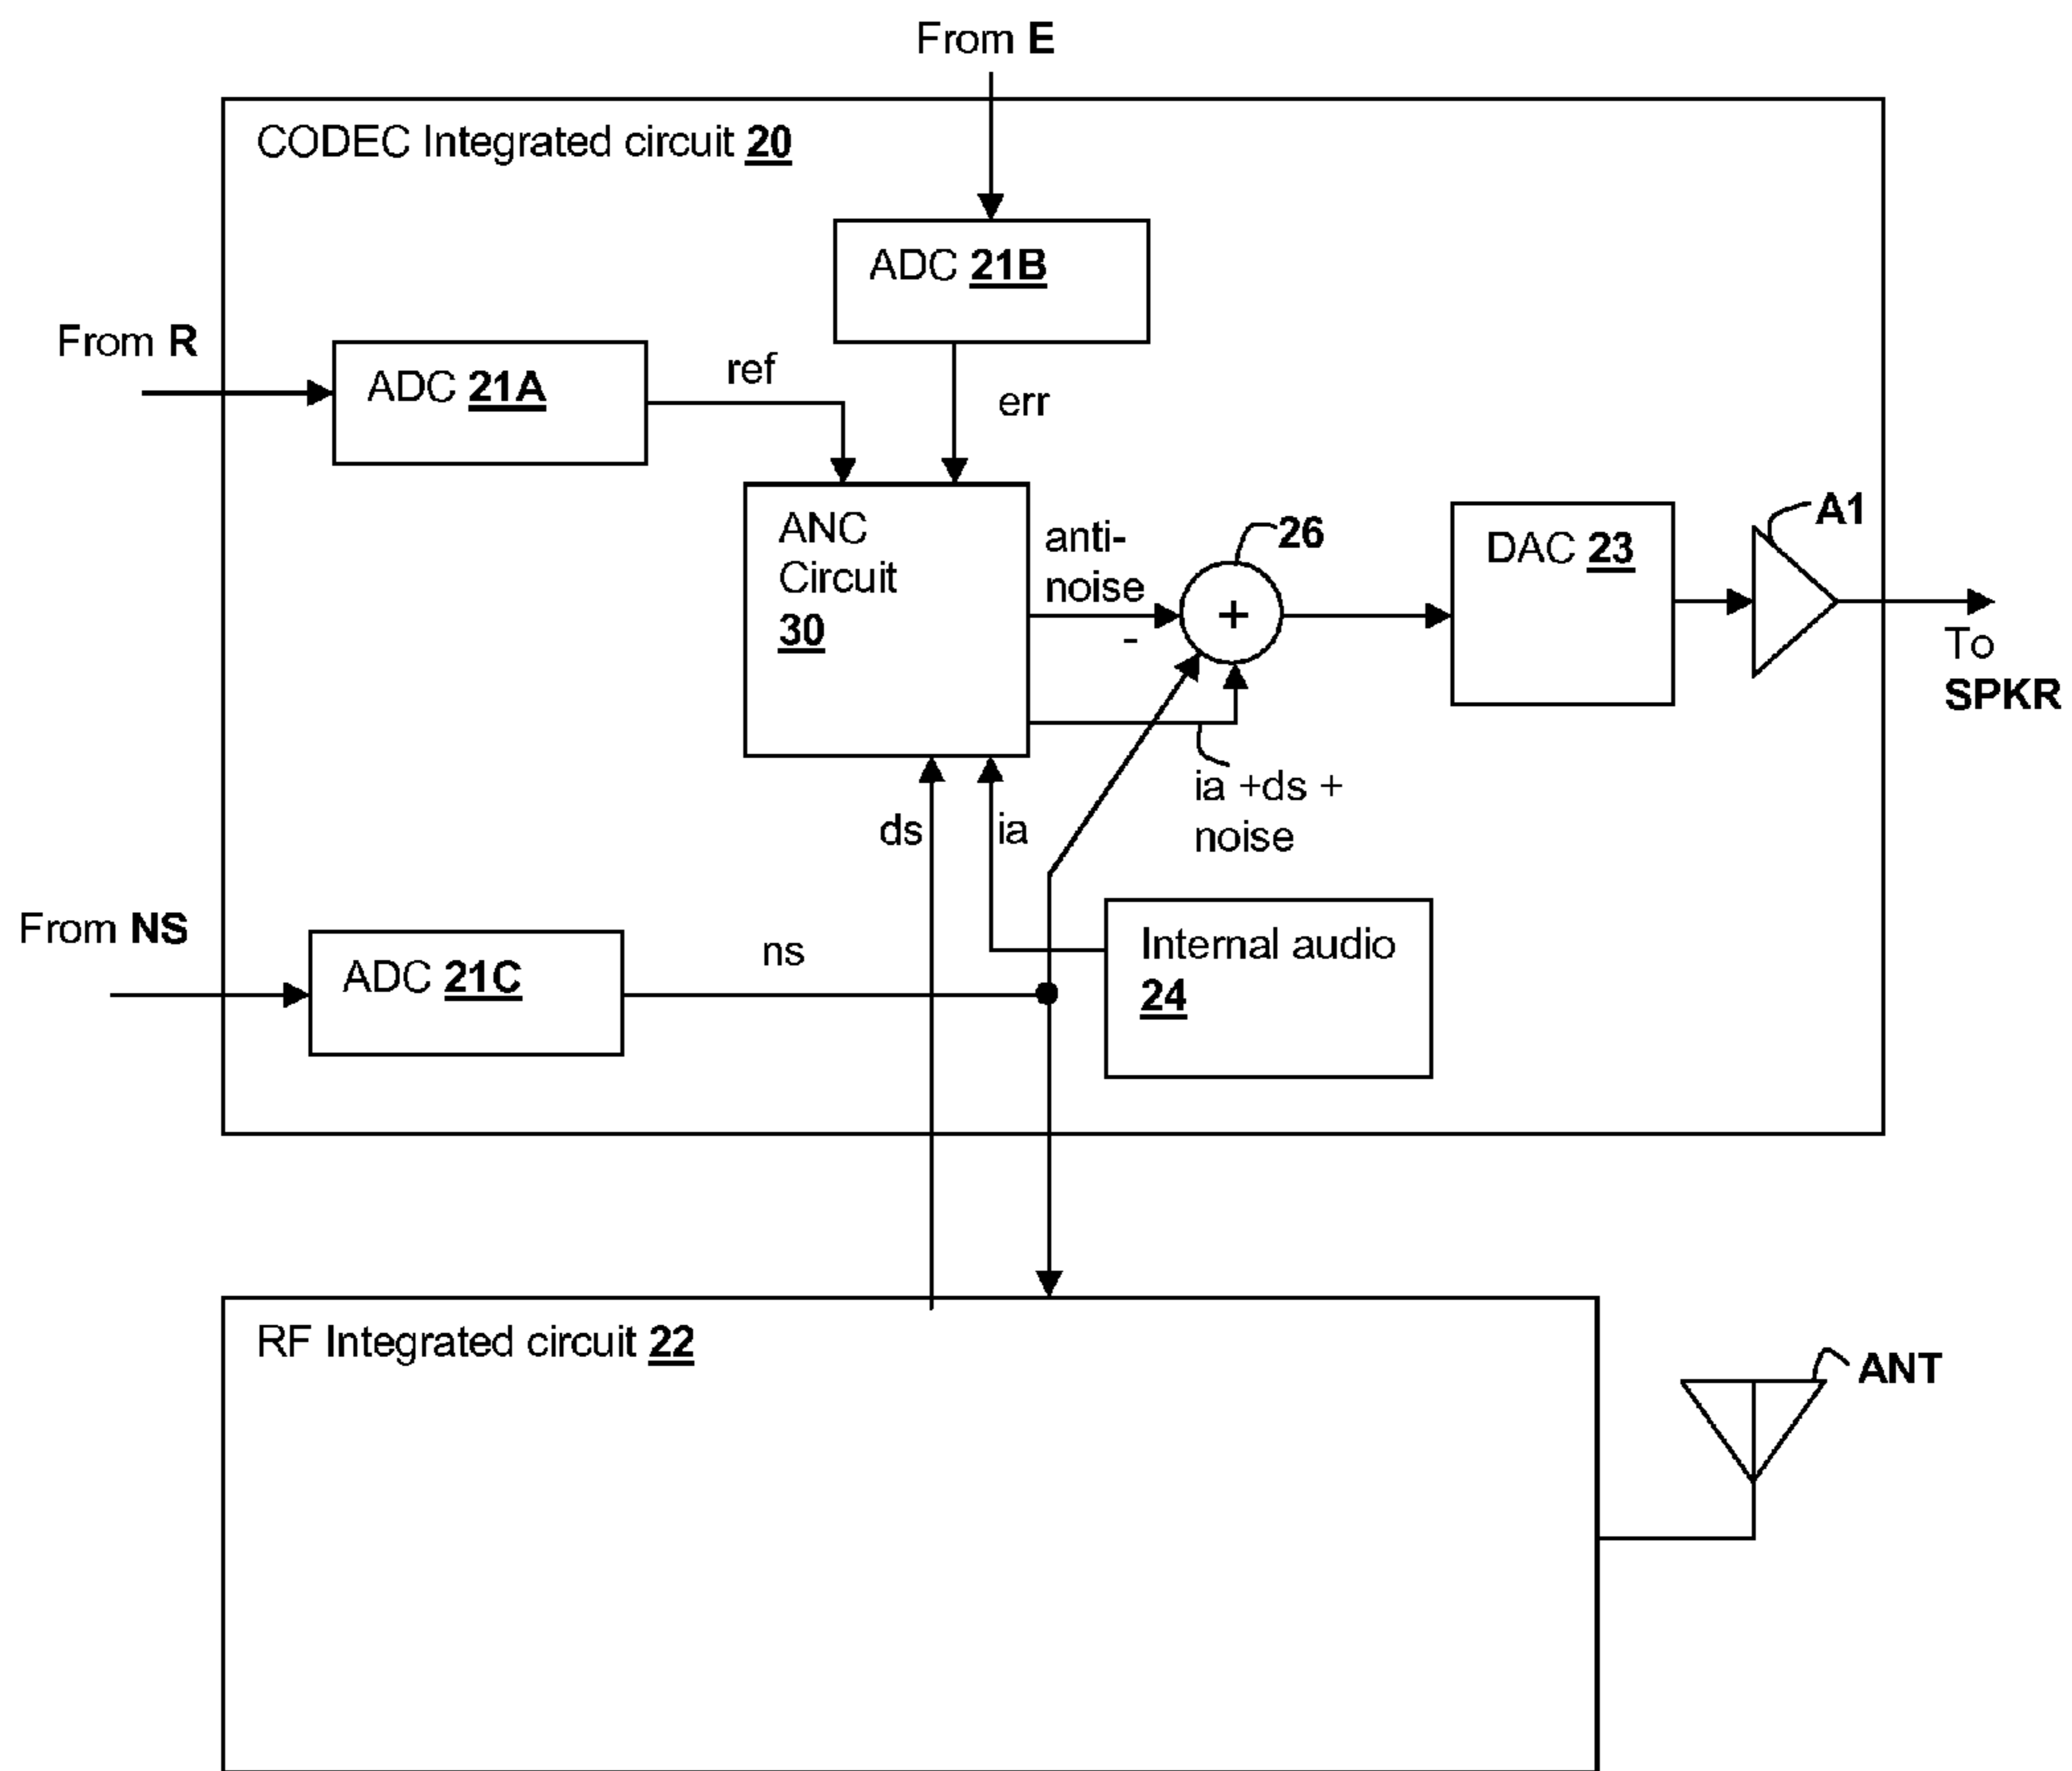 From E
CODEC Integrated circuit 20
ADC 21B
From R
ADC 21A
ref
err
ANC
Circuit
30
anti-
noise
-
26
+
DAC 23
A1
To
SPKR
ia +ds +
noise
ds
ia
From NS
ADC 21C
ns
Internal audio
24
RF Integrated circuit 22
ANT